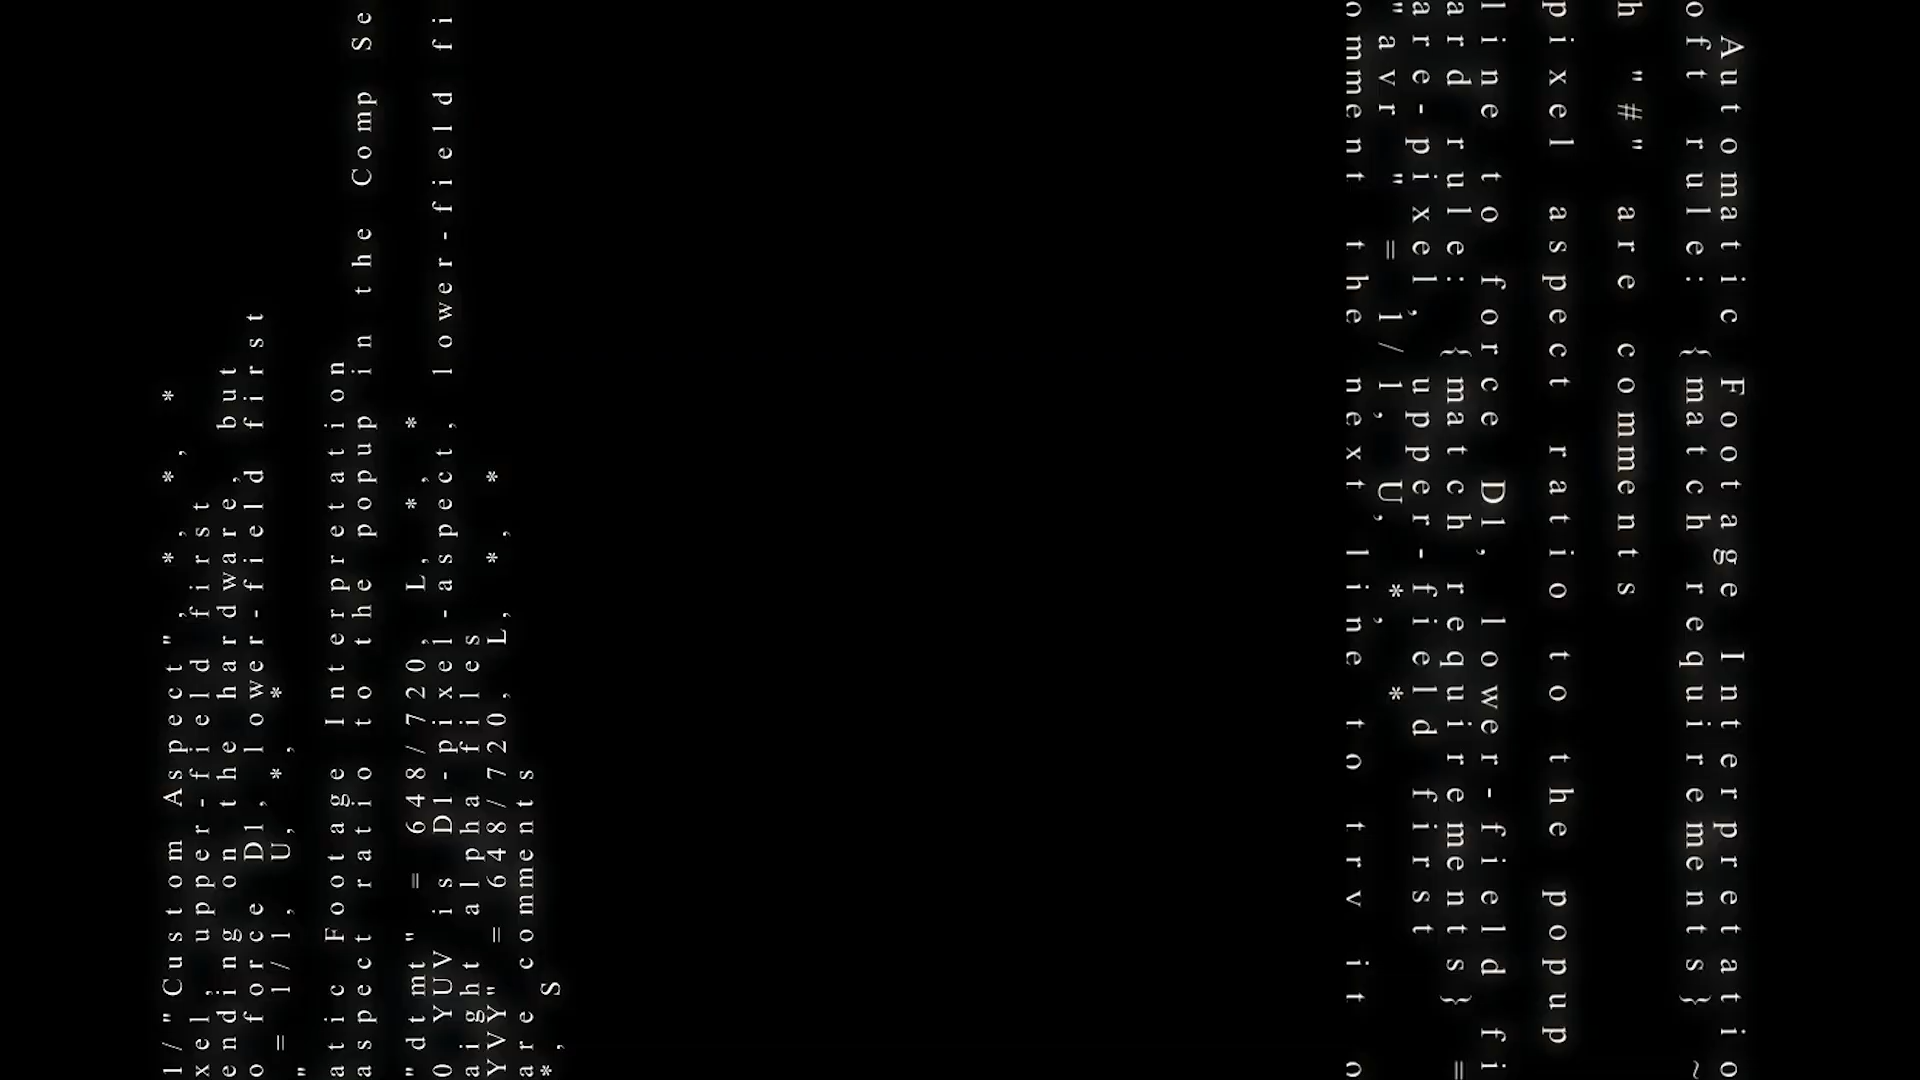 1/"Custom Aspect", *, *, *
xel, upper-field first
ending on the hardware, but
o force D1, lower-field first
" = 1/1, U, *, *
atic Footage Interpretation
aspect ratio to the popup in the Comp Se
"dtmt" = 648/720, L, *, *
0 YUV is D1-pixel-aspect, lower-field fi
aight alpha files
YVY" = 648/720, L, *, *
are comments
*, S
Automatic Footage Interpretatio
oft rule: {match requirements} ~
h "#" are comments
pixel aspect ratio to the popup
line to force D1, lower-field fi
ard rule: {match requirements} =
are-pixel, upper-field first
"avr " = 1/1, U, *, *
omment the next line to trv it o